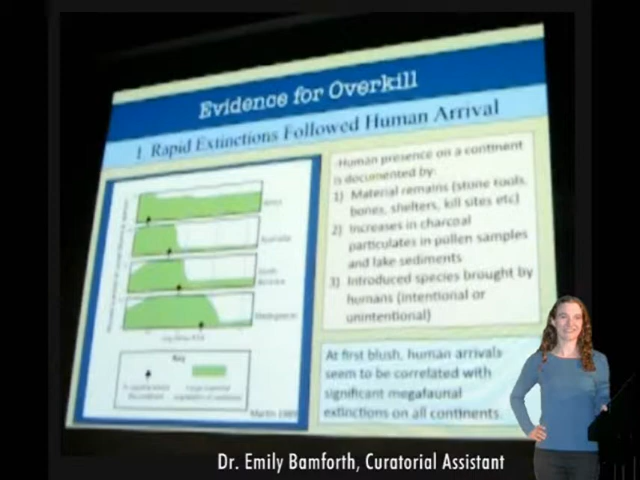 Evidence for Overkill
1 Rapid Extinctions Followed Human Arrival
Human presence on a continent
is documented by:
1) Material remains (stone tools,
bones, shelters, kill sites etc)
2) Increases in charcoal
particulates in pollen samples
and lake sediments
3) Introduced species brought by
humans (intentional or
unintentional)
Australia
Madagascar
Key
Martin 1989
At first blush, human arrivals
seem to be correlated with
significant megafaunal
extinctions on all continents
Dr. Emily Bamforth, Curatorial Assistant